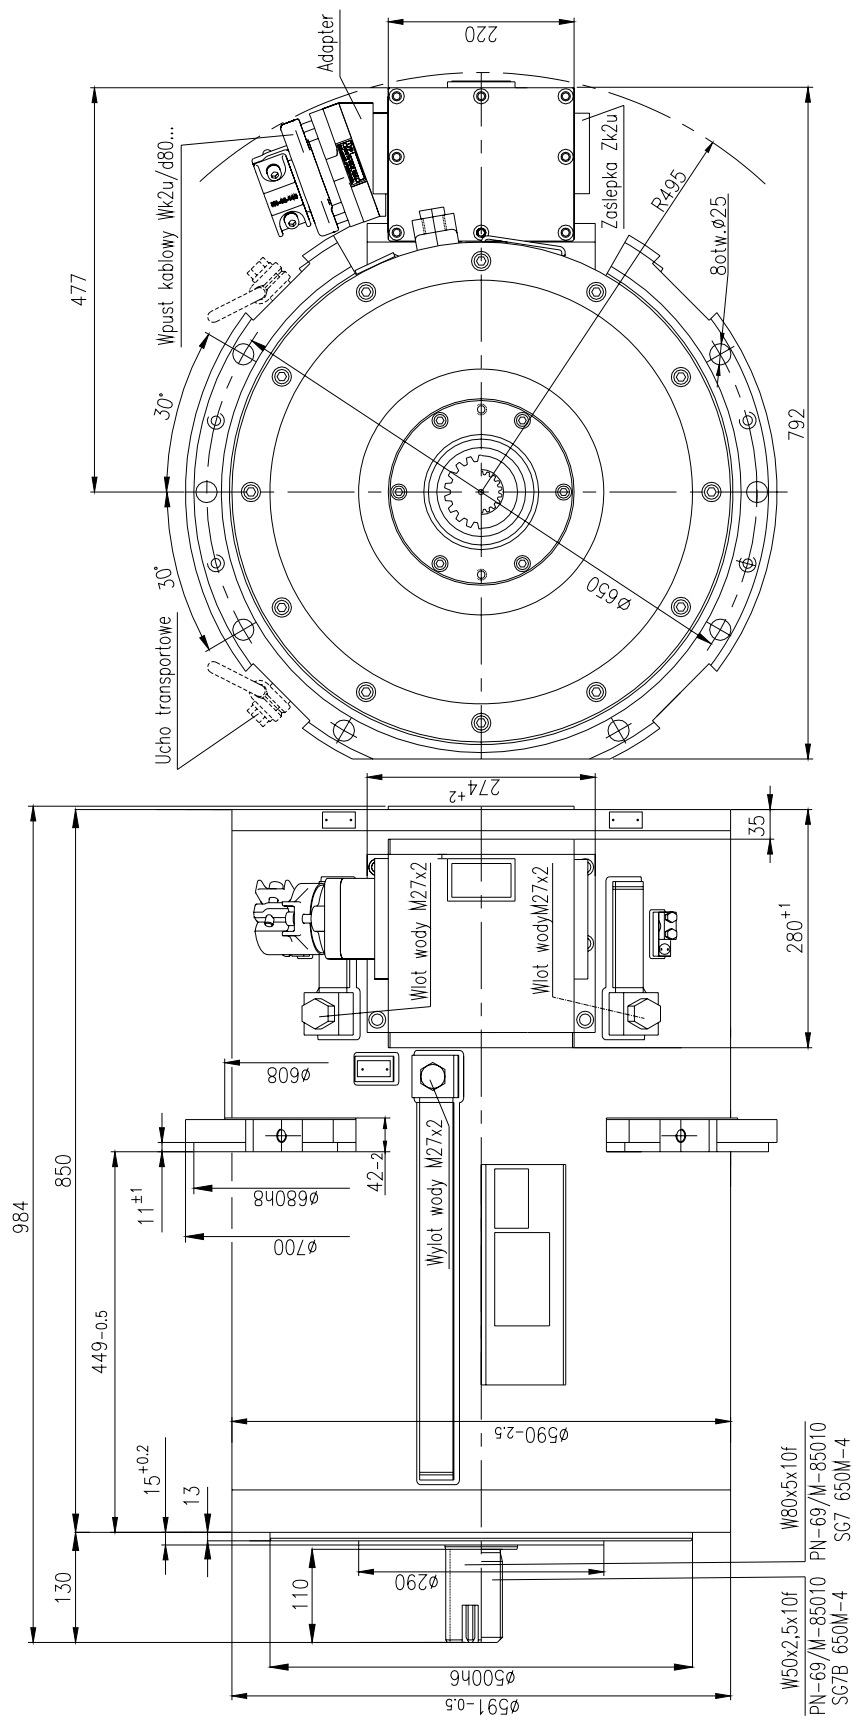 220
Adapter
Wpust kablowy Wk2u/d80...
Zaślepka Zk2u
R495
8otw.ø25
477
792
30°
30°
ø650
Ucho transportowe
274+2
35
280+1
Wlot wody M27x2
Wlot wodyM27x2
ø608
984
850
11±1
ø680h8
42-2
ø700
Wylot wody M27x2
449-0.5
ø590-2.5
15+0.2
13
130
110
ø290
ø500h6
ø591-0.5
W80x5x10f
PN-69/M-85010
SG7 650M-4
W50x2,5x10f
PN-69/M-85010
SG7B 650M-4